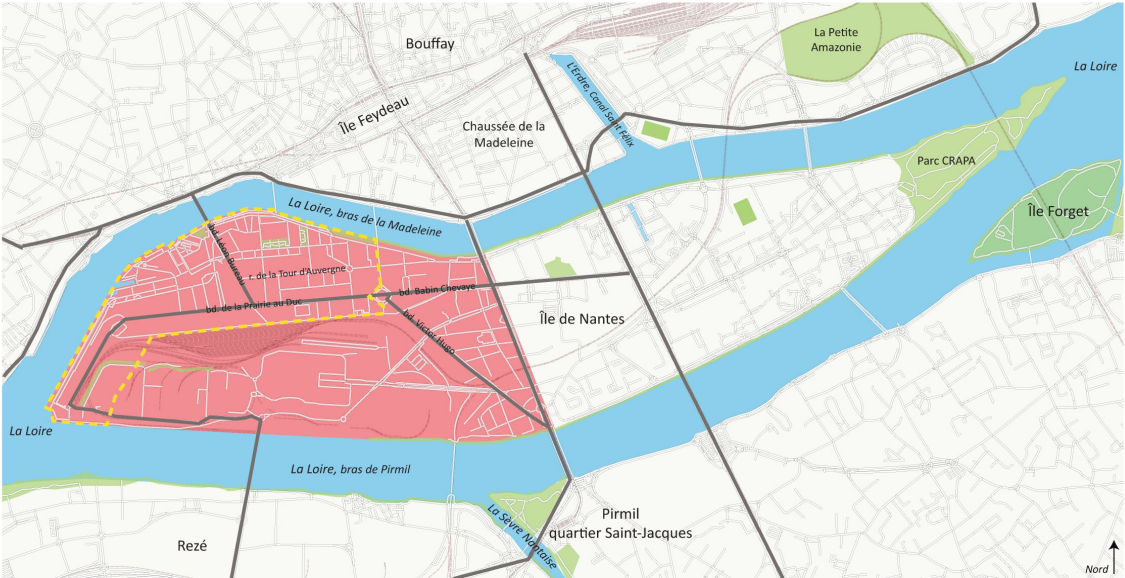 La Petite
Amazonie
Bouffay
La Loire
L'Erdre, Canal Saint Félix
Île Feydeau
Chaussée de la
Madeleine
Parc CRAPA
La Loire, bras de la Madeleine
Île Forget
bd. Léon Bureau
r. de la Tour d'Auvergne
bd. Babin Chevaye
bd. de la Prairie au Duc
bd. Victor Hugo
Île de Nantes
La Loire
La Loire, bras de Pirmil
La Sèvre Nantaise
Pirmil
quartier Saint-Jacques
Rezé
Nord